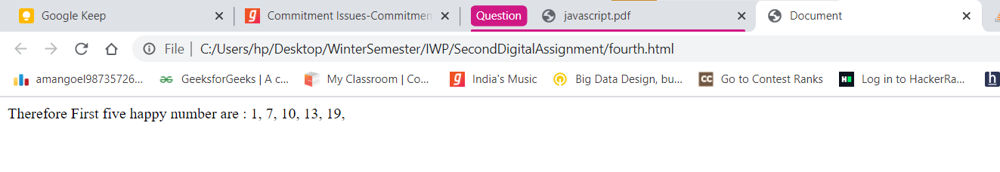 Google Keep
Commitment Issues-Commitmen
Question
javascript.pdf
Document
File
C:/Users/hp/Desktop/WinterSemester/IWP/SecondDigitalAssignment/fourth.html
amangoel98735726...
GeeksforGeeks | A c...
My Classroom | Co...
India's Music
Big Data Design, bu...
CC
Go to Contest Ranks
H
Log in to HackerRa...
h
Therefore First five happy number are : 1, 7, 10, 13, 19,